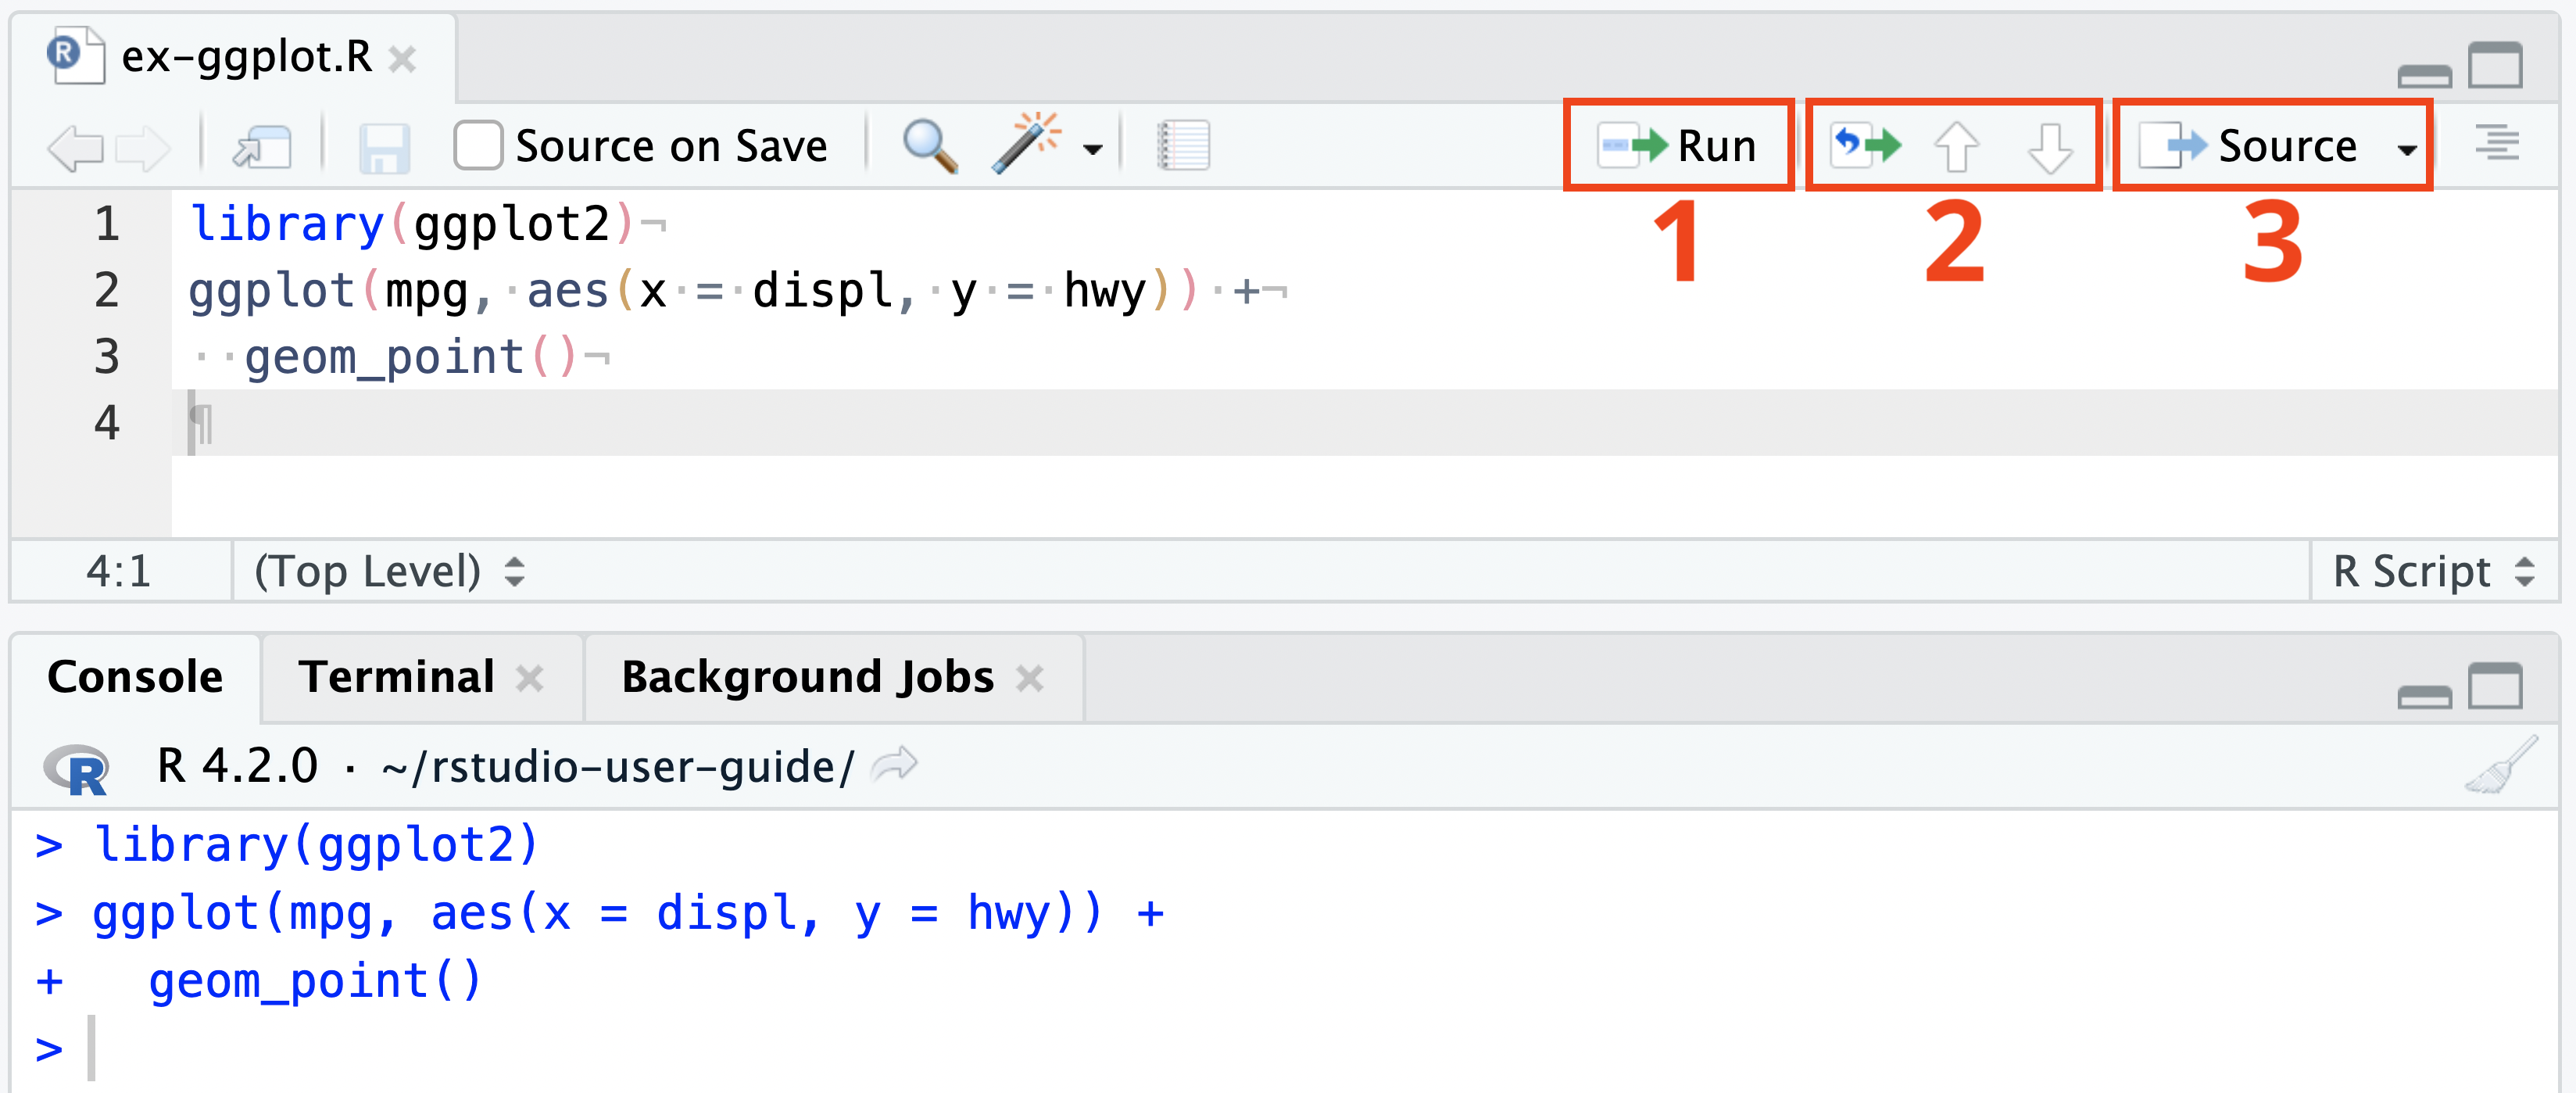 ex-ggplot.R
Source on Save Run Source
1 2 3
1 library(ggplot2)¬
2 ggplot(mpg,·aes(x·=·displ,·y·=·hwy))·+¬
3 ··geom_point()¬
4 ¶
4:1 (Top Level) R Script
Console Terminal Background Jobs
R 4.2.0 · ~/rstudio-user-guide/
> library(ggplot2)
> ggplot(mpg, aes(x = displ, y = hwy)) +
+   geom_point()
>